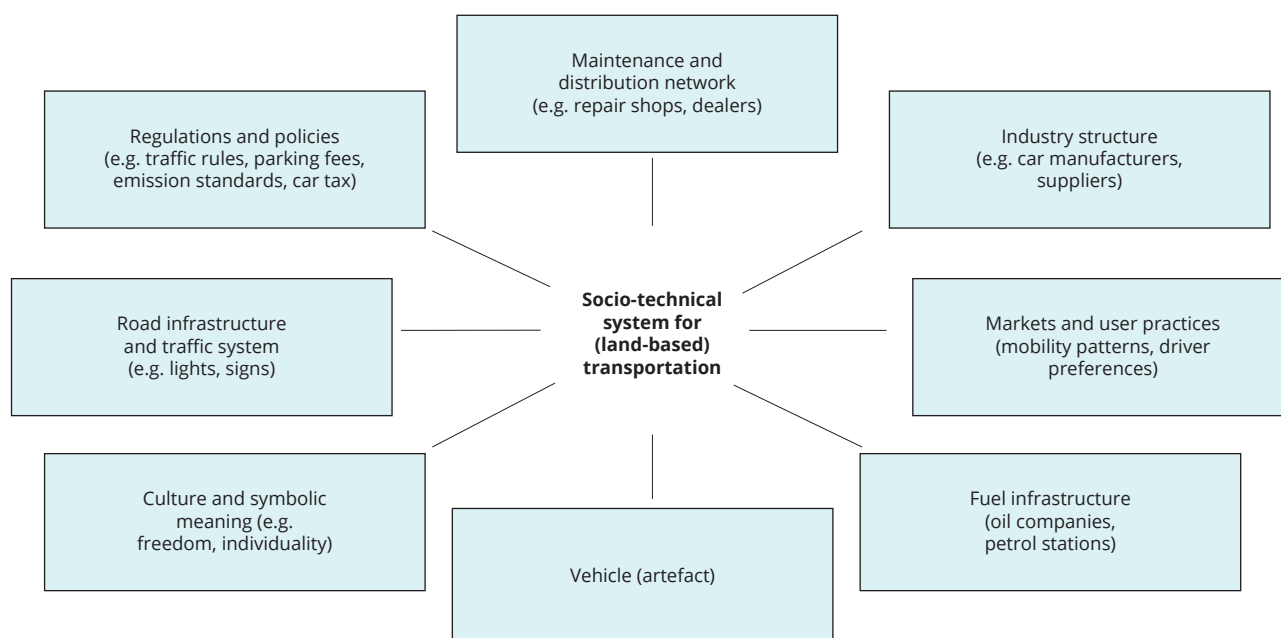 Maintenance and
distribution network
(e.g. repair shops, dealers)
Regulations and policies
(e.g. traffic rules, parking fees,
emission standards, car tax)
Industry structure
(e.g. car manufacturers,
suppliers)
Socio-technical
system for
(land-based)
transportation
Road infrastructure
and traffic system
(e.g. lights, signs)
Markets and user practices
(mobility patterns, driver
preferences)
Culture and symbolic
meaning (e.g.
freedom, individuality)
Fuel infrastructure
(oil companies,
petrol stations)
Vehicle (artefact)